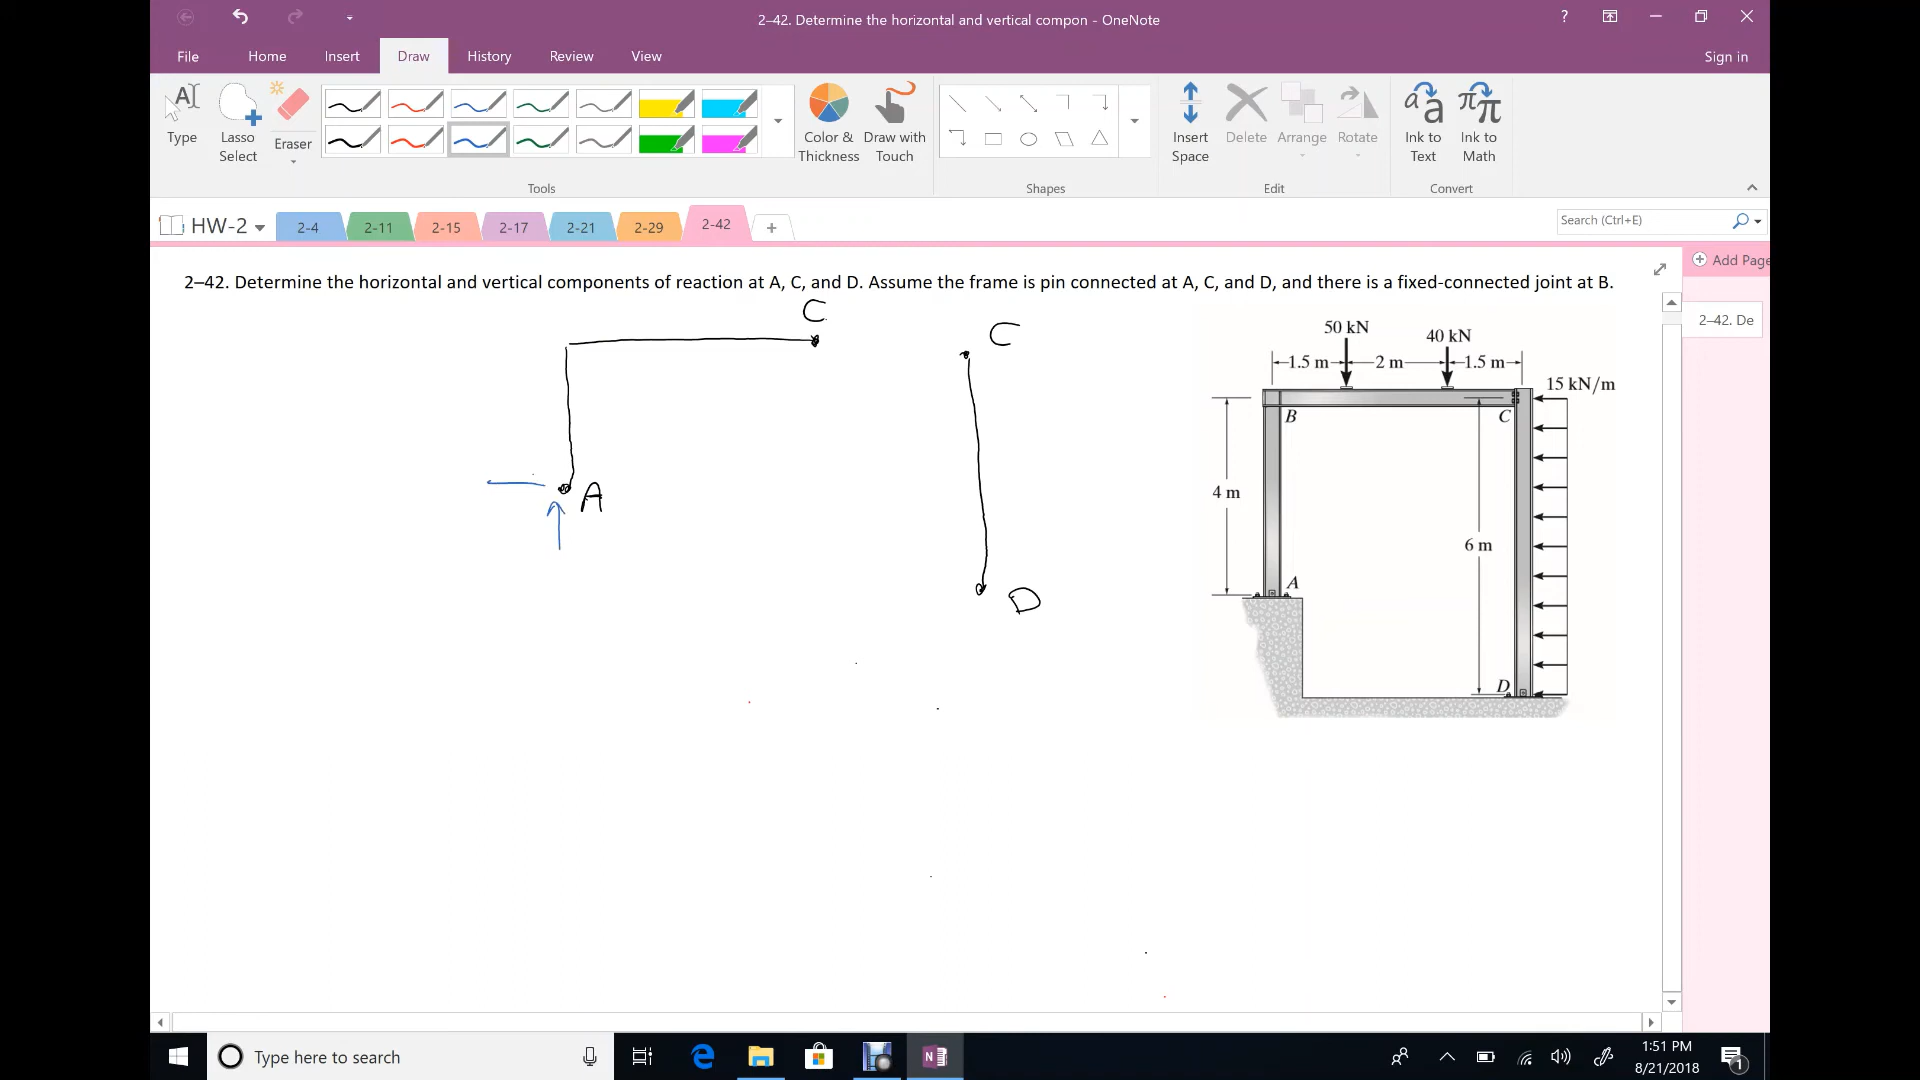 2–42. Determine the horizontal and vertical compon - OneNote
?
File Home Insert Draw History Review View Sign in
Type
Lasso Select
Eraser
Color & Thickness
Draw with Touch
Insert Space
Delete
Arrange
Rotate
Ink to Text
Ink to Math
Tools Shapes Edit Convert
HW-2 2-4 2-11 2-15 2-17 2-21 2-29 2-42 +
Search (Ctrl+E)
Add Page
2–42. De
2–42. Determine the horizontal and vertical components of reaction at A, C, and D. Assume the frame is pin connected at A, C, and D, and there is a fixed-connected joint at B.
C
C
A
D
50 kN
40 kN
1.5 m 2 m 1.5 m
15 kN/m
B C
4 m
6 m
A
D
Type here to search
1:51 PM
8/21/2018
1